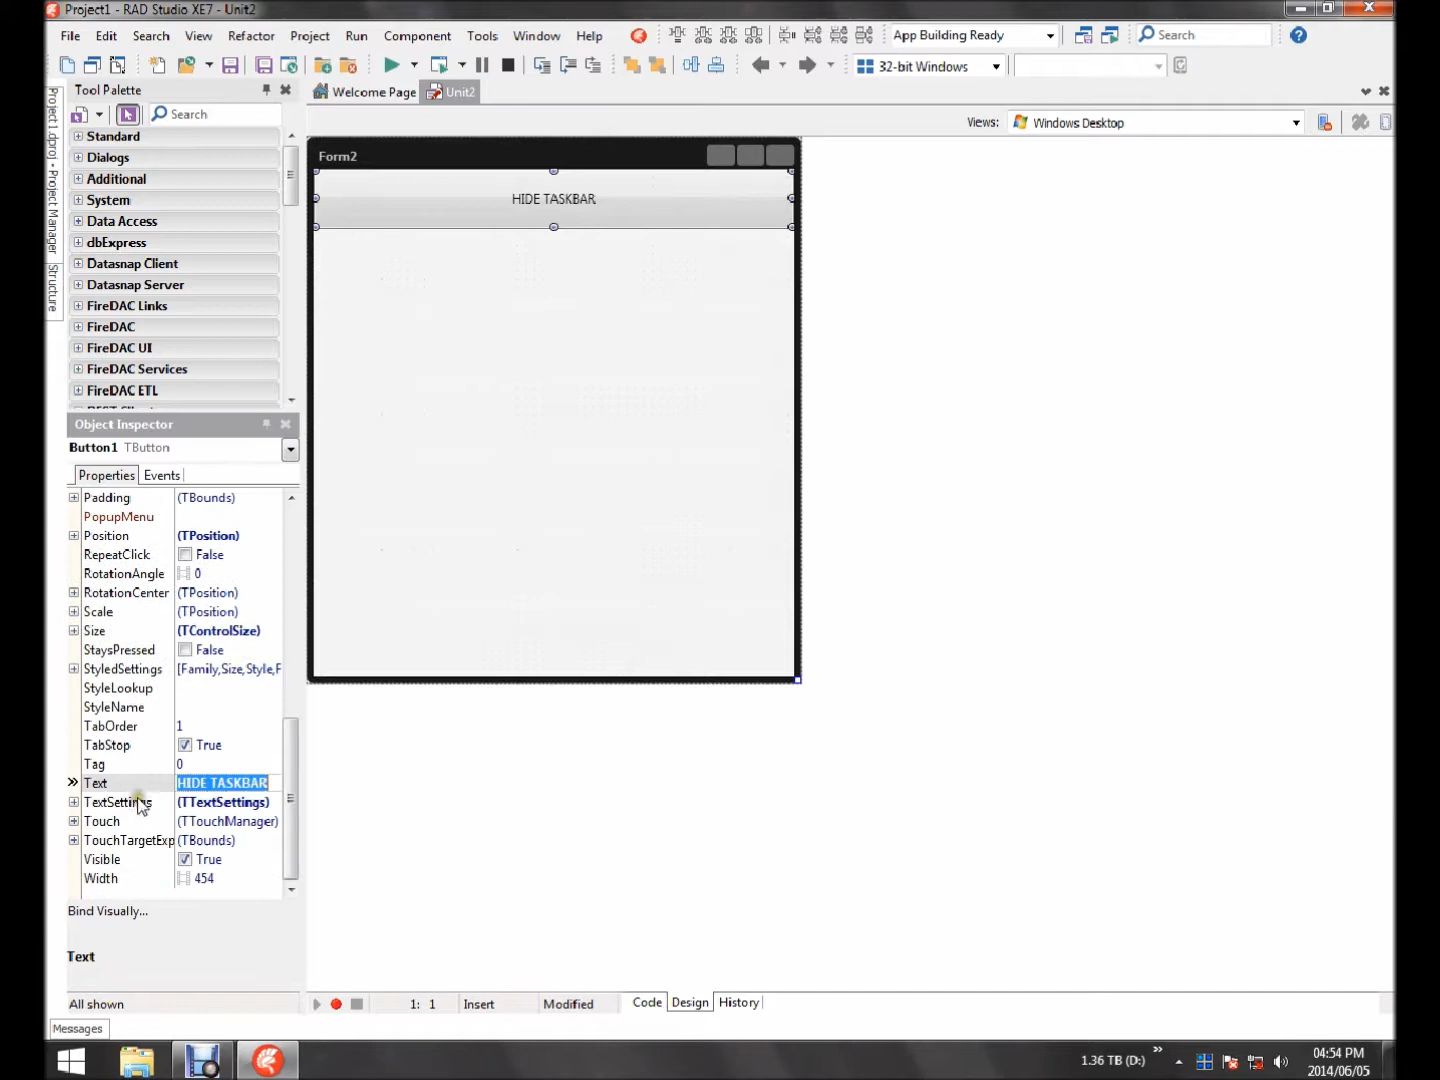 Project1 - RAD Studio XE7 - Unit2
File Edit Search View Refactor Project Run Component Tools Window Help
App Building Ready
Search
32-bit Windows
Tool Palette
Welcome Page
Unit2
Search
Views:
Windows Desktop
Project1.dproj - Project Manager
Structure
Standard
Dialogs
Additional
System
Data Access
dbExpress
Datasnap Client
Datasnap Server
FireDAC Links
FireDAC
FireDAC UI
FireDAC Services
FireDAC ETL
Form2
HIDE TASKBAR
Object Inspector
Button1 TButton
Properties Events
Padding (TBounds)
PopupMenu
Position (TPosition)
RepeatClick False
RotationAngle 0
RotationCenter (TPosition)
Scale (TPosition)
Size (TControlSize)
StaysPressed False
StyledSettings [Family,Size,Style,F
StyleLookup
StyleName
TabOrder 1
TabStop True
Tag 0
Text HIDE TASKBAR
TextSettings (TTextSettings)
Touch (TTouchManager)
TouchTargetExp (TBounds)
Visible True
Width 454
Bind Visually...
Text
All shown
1: 1 Insert Modified
Code Design History
Messages
1.36 TB (D:)
04:54 PM
2014/06/05